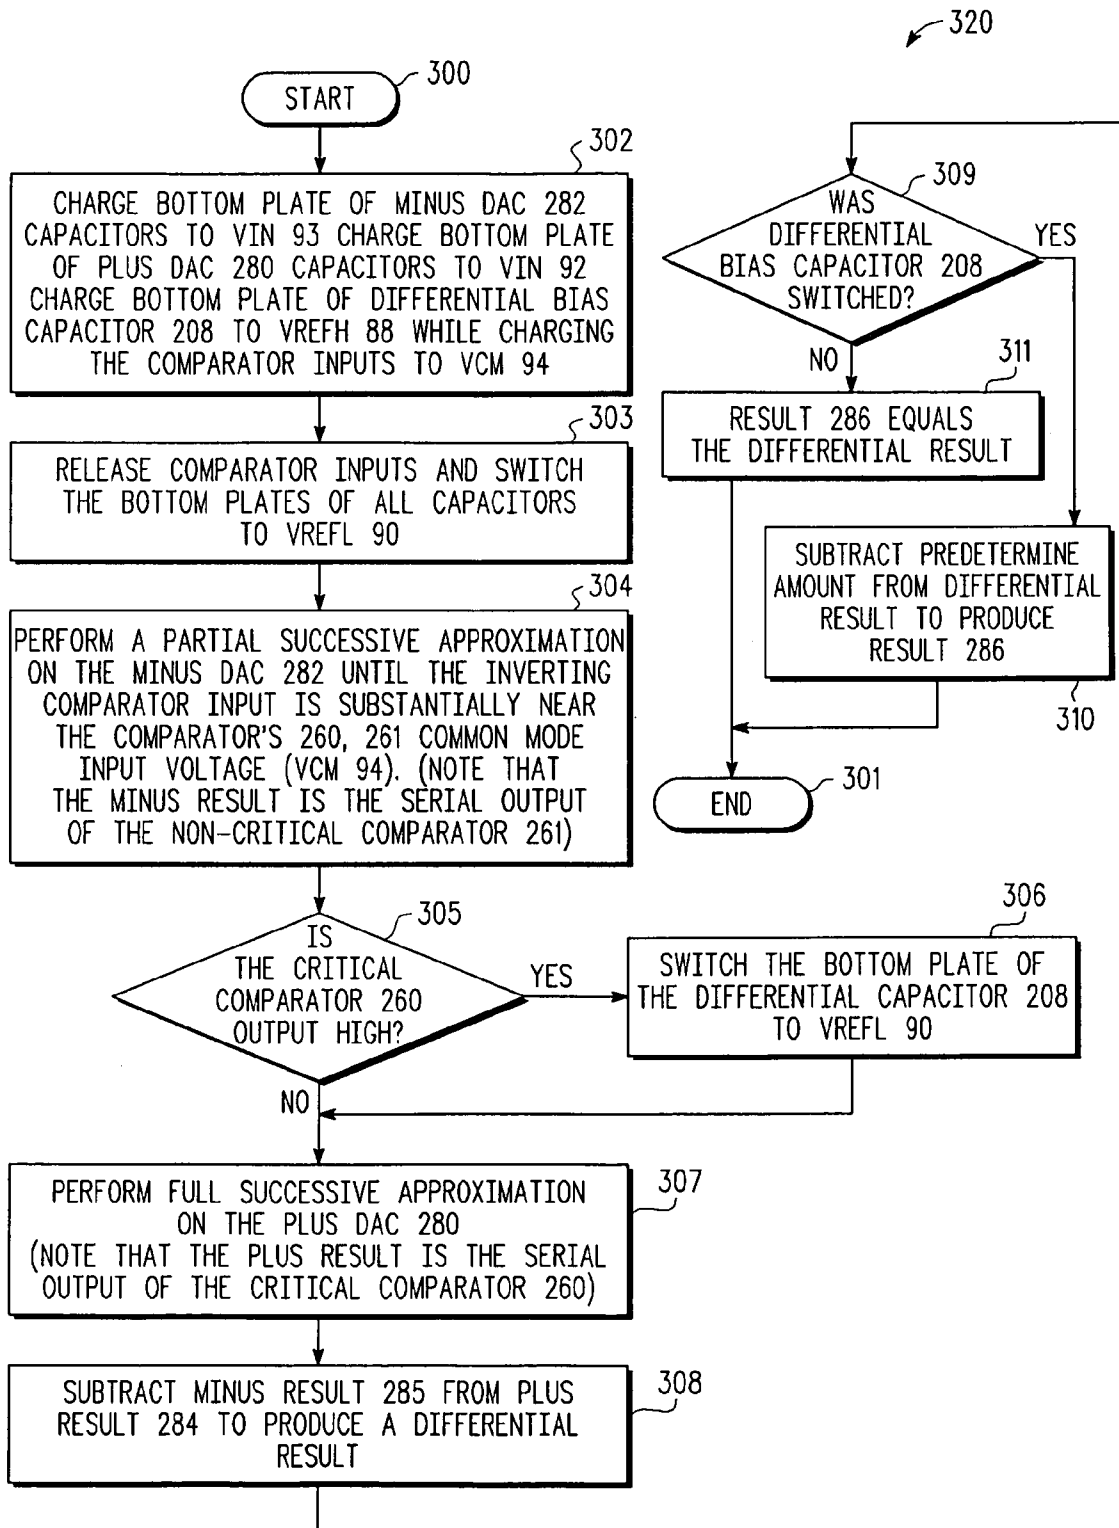 320
START
300
302
CHARGE BOTTOM PLATE OF MINUS DAC 282
CAPACITORS TO VIN 93 CHARGE BOTTOM PLATE
OF PLUS DAC 280 CAPACITORS TO VIN 92
CHARGE BOTTOM PLATE OF DIFFERENTIAL BIAS
CAPACITOR 208 TO VREFH 88 WHILE CHARGING
THE COMPARATOR INPUTS TO VCM 94
303
RELEASE COMPARATOR INPUTS AND SWITCH
THE BOTTOM PLATES OF ALL CAPACITORS
TO VREFL 90
304
PERFORM A PARTIAL SUCCESSIVE APPROXIMATION
ON THE MINUS DAC 282 UNTIL THE INVERTING
COMPARATOR INPUT IS SUBSTANTIALLY NEAR
THE COMPARATOR'S 260, 261 COMMON MODE
INPUT VOLTAGE (VCM 94). (NOTE THAT
THE MINUS RESULT IS THE SERIAL OUTPUT
OF THE NON-CRITICAL COMPARATOR 261)
305
IS
THE CRITICAL
COMPARATOR 260
OUTPUT HIGH?
YES
NO
306
SWITCH THE BOTTOM PLATE OF
THE DIFFERENTIAL CAPACITOR 208
TO VREFL 90
307
PERFORM FULL SUCCESSIVE APPROXIMATION
ON THE PLUS DAC 280
(NOTE THAT THE PLUS RESULT IS THE SERIAL
OUTPUT OF THE CRITICAL COMPARATOR 260)
308
SUBTRACT MINUS RESULT 285 FROM PLUS
RESULT 284 TO PRODUCE A DIFFERENTIAL
RESULT
309
WAS
DIFFERENTIAL
BIAS CAPACITOR 208
SWITCHED?
YES
NO
311
RESULT 286 EQUALS
THE DIFFERENTIAL RESULT
SUBTRACT PREDETERMINE
AMOUNT FROM DIFFERENTIAL
RESULT TO PRODUCE
RESULT 286
310
END
301